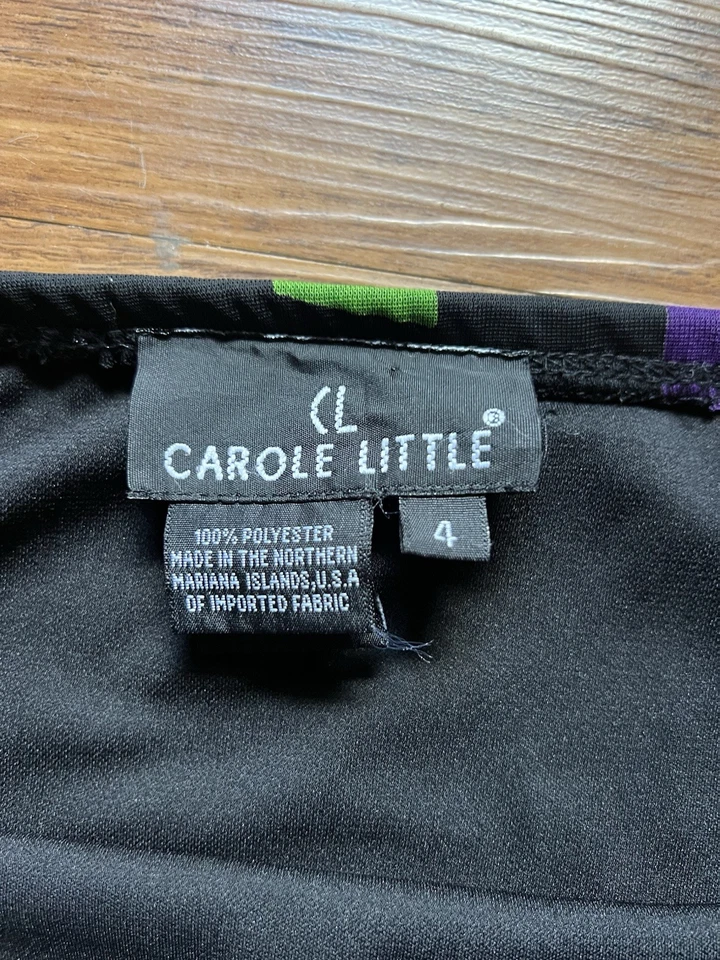 CL
CAROLE LITTLE®
4
100% POLYESTER
MADE IN THE NORTHERN
MARIANA ISLANDS,U.S.A
OF IMPORTED FABRIC